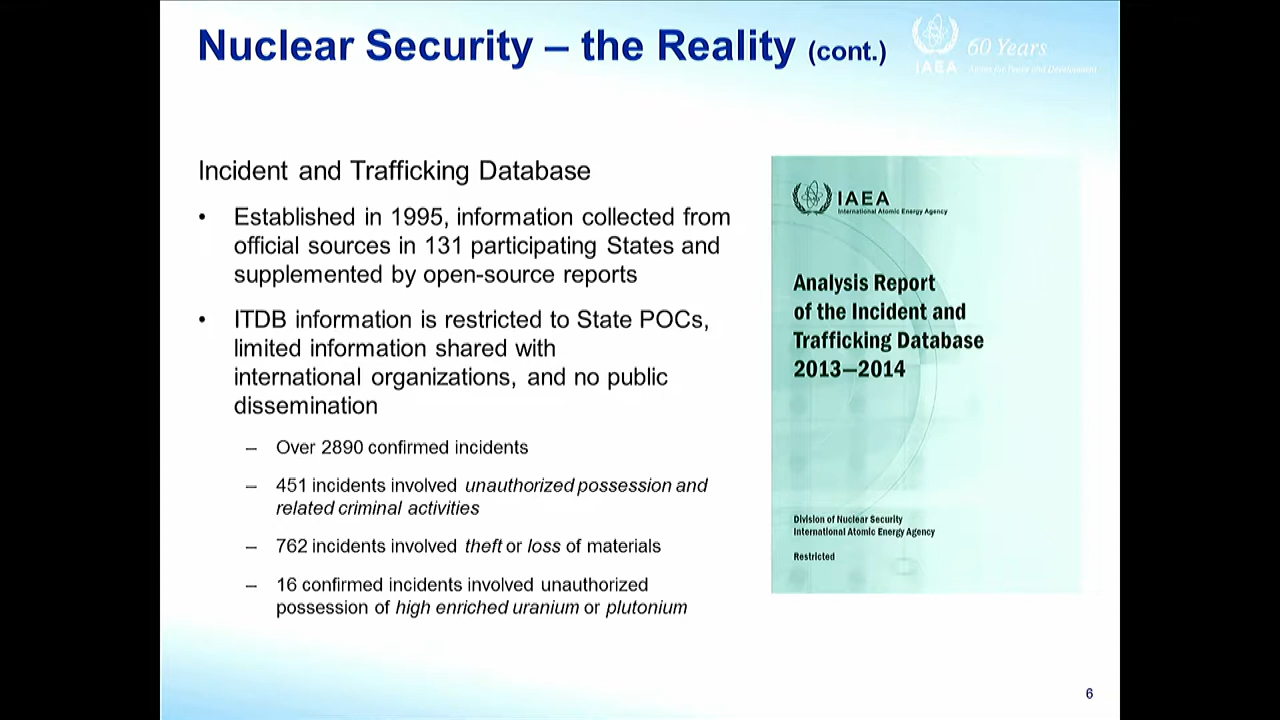 Nuclear Security – the Reality (cont.)
IAEA
60 Years
Atoms for Peace and Development
Incident and Trafficking Database
• Established in 1995, information collected from
official sources in 131 participating States and
supplemented by open-source reports
• ITDB information is restricted to State POCs,
limited information shared with
international organizations, and no public
dissemination
– Over 2890 confirmed incidents
– 451 incidents involved unauthorized possession and
related criminal activities
– 762 incidents involved theft or loss of materials
– 16 confirmed incidents involved unauthorized
possession of high enriched uranium or plutonium
IAEA
International Atomic Energy Agency
Analysis Report
of the Incident and
Trafficking Database
2013—2014
Division of Nuclear Security
International Atomic Energy Agency
Restricted
6